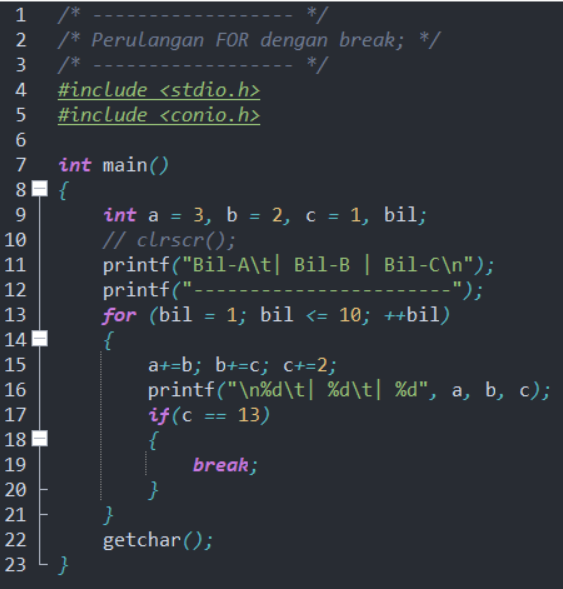 1 /* ------------------ */
2 /* Perulangan FOR dengan break; */
3 /* ------------------ */
4 #include <stdio.h>
5 #include <conio.h>
6
7 int main()
8 {
9 int a = 3, b = 2, c = 1, bil;
10 // clrscr();
11 printf("Bil-A\t| Bil-B | Bil-C\n");
12 printf("-----------------------");
13 for (bil = 1; bil <= 10; ++bil)
14 {
15 a+=b; b+=c; c+=2;
16 printf("\n%d\t| %d\t| %d", a, b, c);
17 if(c == 13)
18 {
19 break;
20 }
21 }
22 getchar();
23 }